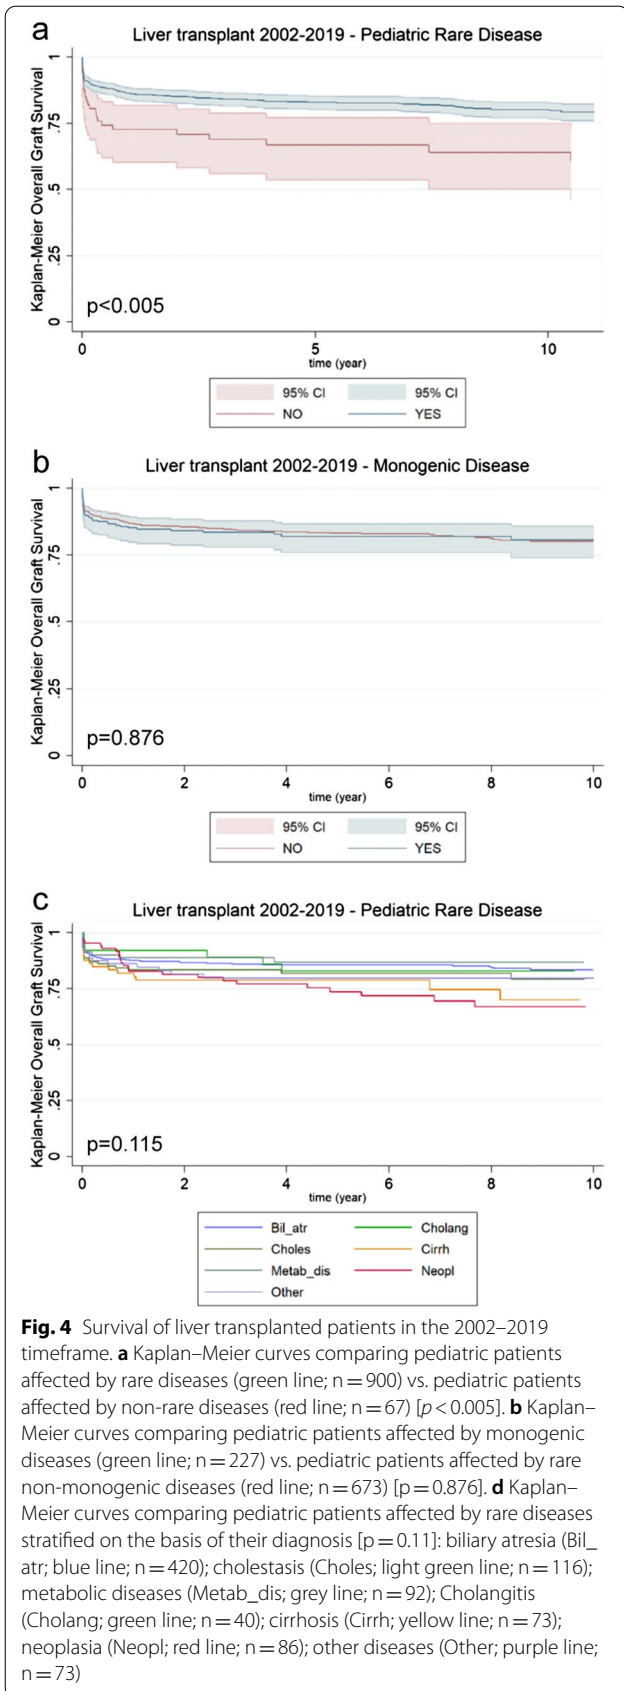 a
Liver transplant 2002-2019 - Pediatric Rare Disease
Kaplan-Meier Overall Graft Survival
1
.75
.5
.25
0
p<0.005
0 5 10
time (year)
95% CI 95% CI
NO YES
b
Liver transplant 2002-2019 - Monogenic Disease
Kaplan-Meier Overall Graft Survival
1
.75
.5
.25
0
p=0.876
0 2 4 6 8 10
time (year)
95% CI 95% CI
NO YES
c
Liver transplant 2002-2019 - Pediatric Rare Disease
Kaplan-Meier Overall Graft Survival
1
.75
.5
.25
0
p=0.115
0 2 4 6 8 10
time (year)
Bil_atr Cholang
Choles Cirrh
Metab_dis Neopl
Other
Fig. 4 Survival of liver transplanted patients in the 2002–2019
timeframe. a Kaplan–Meier curves comparing pediatric patients
affected by rare diseases (green line; n = 900) vs. pediatric patients
affected by non-rare diseases (red line; n = 67) [p < 0.005]. b Kaplan–
Meier curves comparing pediatric patients affected by monogenic
diseases (green line; n = 227) vs. pediatric patients affected by rare
non-monogenic diseases (red line; n = 673) [p = 0.876]. d Kaplan–
Meier curves comparing pediatric patients affected by rare diseases
stratified on the basis of their diagnosis [p = 0.11]: biliary atresia (Bil_
atr; blue line; n = 420); cholestasis (Choles; light green line; n = 116);
metabolic diseases (Metab_dis; grey line; n = 92); Cholangitis
(Cholang; green line; n = 40); cirrhosis (Cirrh; yellow line; n = 73);
neoplasia (Neopl; red line; n = 86); other diseases (Other; purple line;
n = 73)